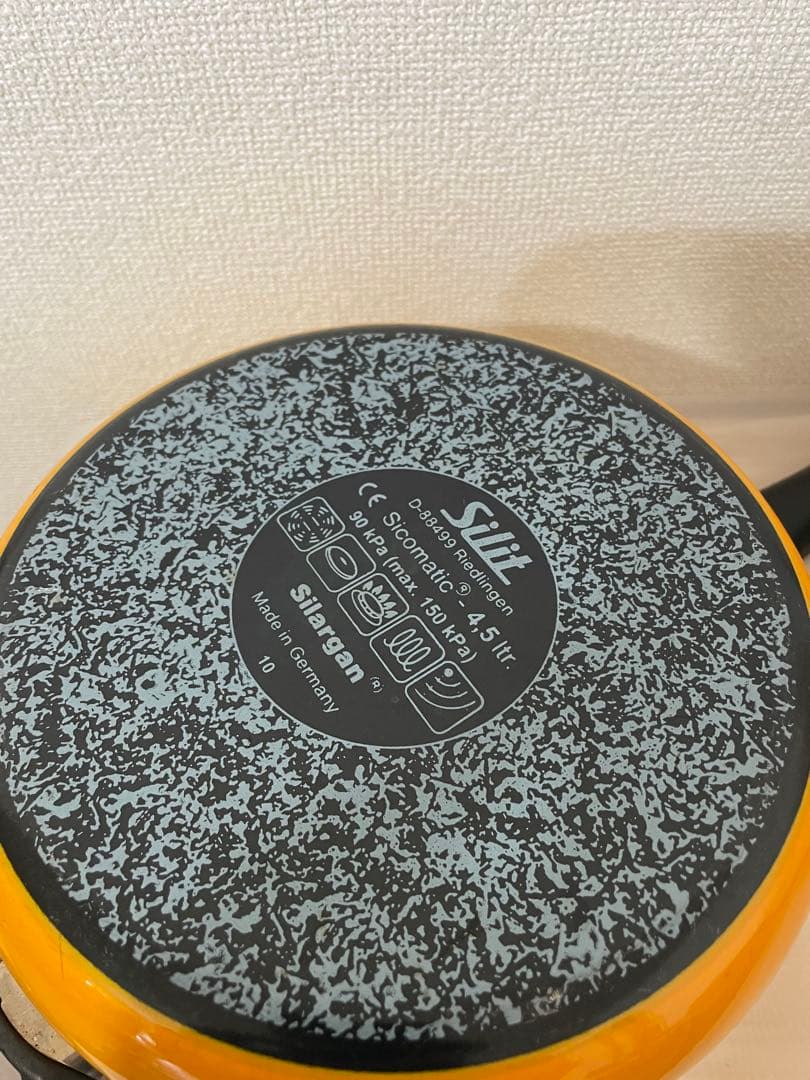 Silit
D-88499 Riedlingen
CE Sicomatic® 4,5 ltr.
90 kPa (max. 150 kPa)
Silargan ®
Made in Germany
10